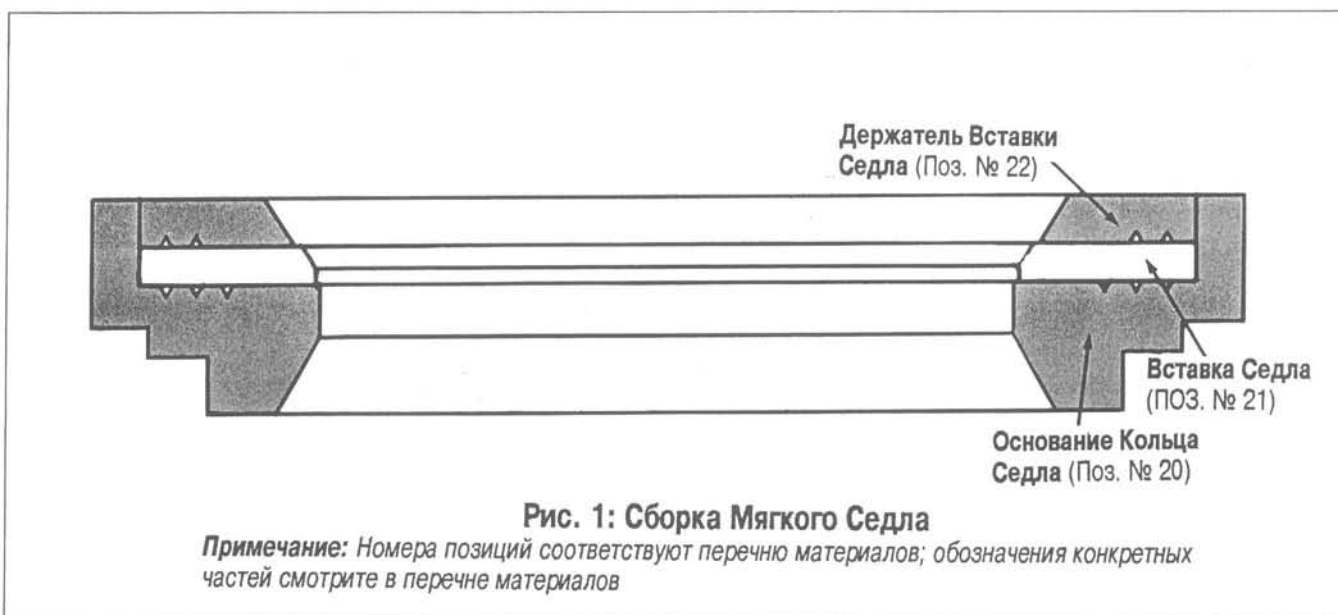 Держатель Вставки
Седла (Поз. № 22)
Вставка Седла
(ПОЗ. № 21)
Основание Кольца
Седла (Поз. № 20)
Рис. 1: Сборка Мягкого Седла
Примечание: Номера позиций соответствуют перечню материалов; обозначения конкретных
частей смотрите в перечне материалов